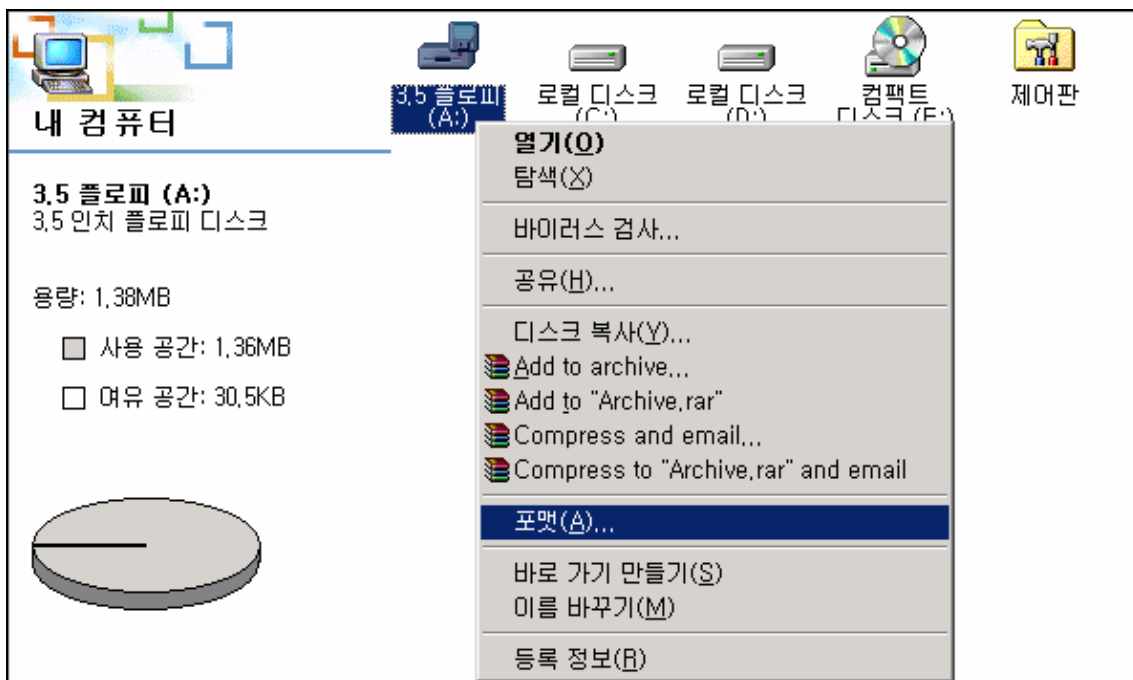 내 컴퓨터
3.5 플로피 (A:)
3.5 인치 플로피 디스크
용량: 1.38MB
사용 공간: 1.36MB
여유 공간: 30.5KB
3.5 플로피
(A:)
로컬 디스크
(C:)
로컬 디스크
(D:)
컴팩트
디스크 (E:)
제어판
열기(O)
탐색(X)
바이러스 검사...
공유(H)...
디스크 복사(Y)...
Add to archive...
Add to "Archive.rar"
Compress and email...
Compress to "Archive.rar" and email
포맷(A)...
바로 가기 만들기(S)
이름 바꾸기(M)
등록 정보(R)